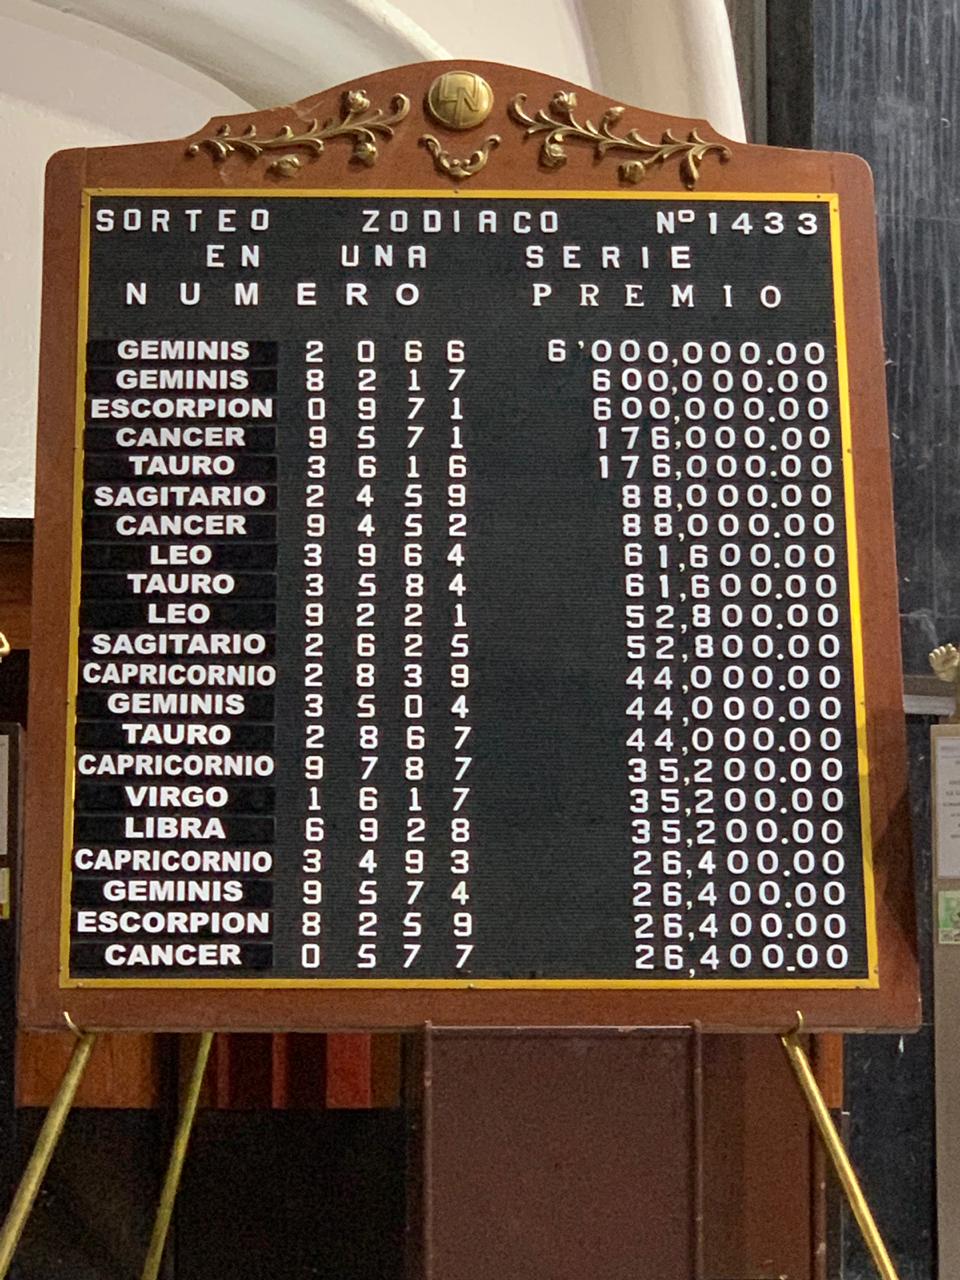 SORTEO ZODIACO Nº1433
EN UNA SERIE
NUMERO PREMIO
GEMINIS 2066 6'000,000.00
GEMINIS 8217 600,000.00
ESCORPION 0971 600,000.00
CANCER 9571 176,000.00
TAURO 3616 176,000.00
SAGITARIO 2459 88,000.00
CANCER 9452 88,000.00
LEO 3964 61,600.00
TAURO 3584 61,600.00
LEO 9221 52,800.00
SAGITARIO 2625 52,800.00
CAPRICORNIO 2839 44,000.00
GEMINIS 3504 44,000.00
TAURO 2867 44,000.00
CAPRICORNIO 9787 35,200.00
VIRGO 1617 35,200.00
LIBRA 6928 35,200.00
CAPRICORNIO 3493 26,400.00
GEMINIS 9574 26,400.00
ESCORPION 8259 26,400.00
CANCER 0577 26,400.00